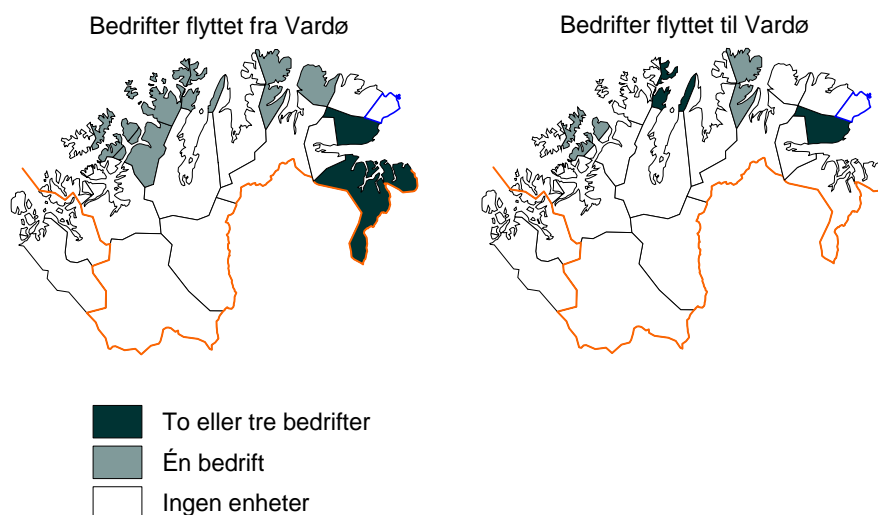 Bedrifter flyttet fra Vardø
Bedrifter flyttet til Vardø
To eller tre bedrifter
Én bedrift
Ingen enheter